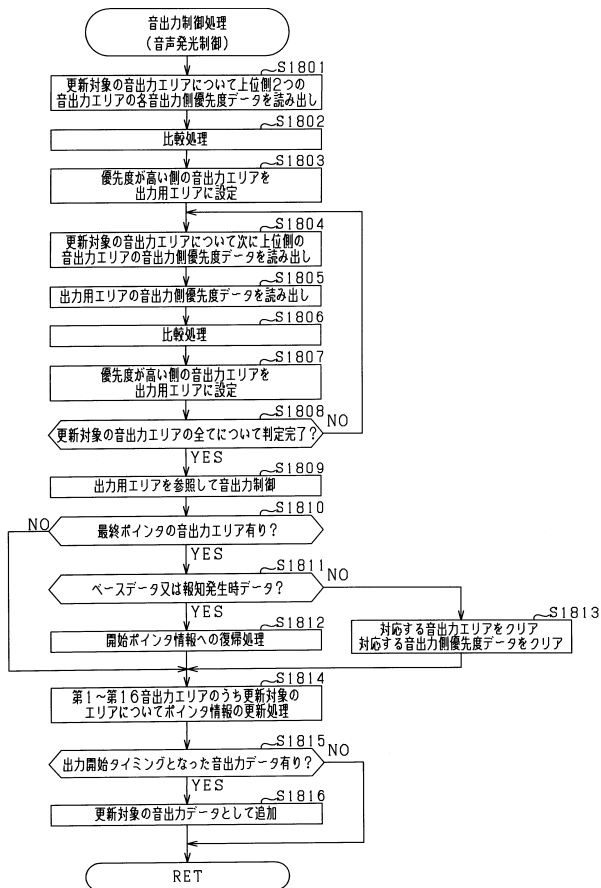 音出力制御処理
(音声発光制御)
S1801
更新対象の音出力エリアについて上位側2つの
音出力エリアの各音出力側優先度データを読み出し
S1802
比較処理
S1803
優先度が高い側の音出力エリアを
出力用エリアに設定
S1804
更新対象の音出力エリアについて次に上位側の
音出力エリアの音出力側優先度データを読み出し
S1805
出力用エリアの音出力側優先度データを読み出し
S1806
比較処理
S1807
優先度が高い側の音出力エリアを
出力用エリアに設定
S1808
更新対象の音出力エリアの全てについて判定完了?
NO
YES
S1809
出力用エリアを参照して音出力制御
S1810
最終ポインタの音出力エリア有り?
NO
YES
S1811
ベースデータ又は報知発生時データ?
NO
YES
S1812
開始ポインタ情報への復帰処理
S1813
対応する音出力エリアをクリア
対応する音出力側優先度データをクリア
S1814
第1~第16音出力エリアのうち更新対象の
エリアについてポインタ情報の更新処理
S1815
出力開始タイミングとなった音出力データ有り?
NO
YES
S1816
更新対象の音出力データとして追加
RET